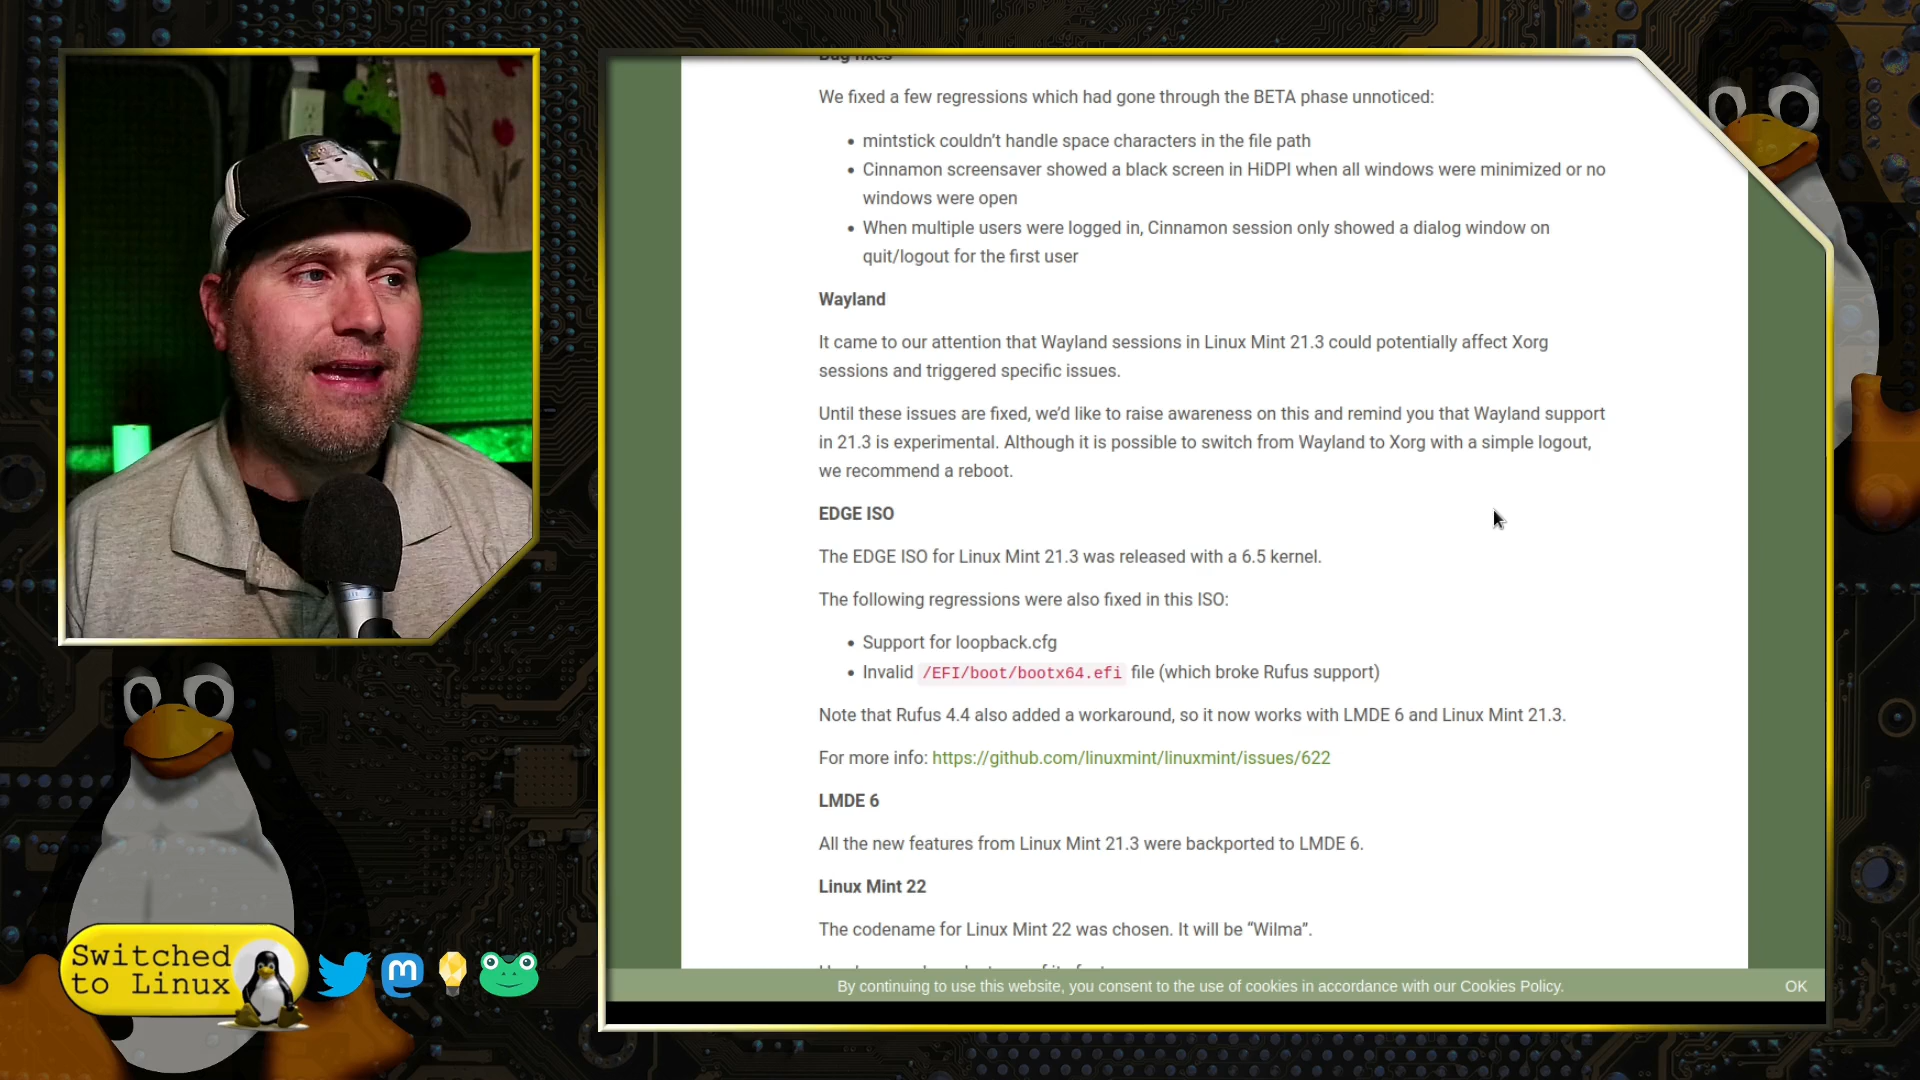 Bug fixes
We fixed a few regressions which had gone through the BETA phase unnoticed:
• mintstick couldn’t handle space characters in the file path
• Cinnamon screensaver showed a black screen in HiDPI when all windows were minimized or no
windows were open
• When multiple users were logged in, Cinnamon session only showed a dialog window on
quit/logout for the first user
Wayland
It came to our attention that Wayland sessions in Linux Mint 21.3 could potentially affect Xorg
sessions and triggered specific issues.
Until these issues are fixed, we’d like to raise awareness on this and remind you that Wayland support
in 21.3 is experimental. Although it is possible to switch from Wayland to Xorg with a simple logout,
we recommend a reboot.
EDGE ISO
The EDGE ISO for Linux Mint 21.3 was released with a 6.5 kernel.
The following regressions were also fixed in this ISO:
• Support for loopback.cfg
• Invalid /EFI/boot/bootx64.efi file (which broke Rufus support)
Note that Rufus 4.4 also added a workaround, so it now works with LMDE 6 and Linux Mint 21.3.
For more info: https://github.com/linuxmint/linuxmint/issues/622
LMDE 6
All the new features from Linux Mint 21.3 were backported to LMDE 6.
Linux Mint 22
The codename for Linux Mint 22 was chosen. It will be “Wilma”.
By continuing to use this website, you consent to the use of cookies in accordance with our Cookies Policy. OK
Switched
to Linux